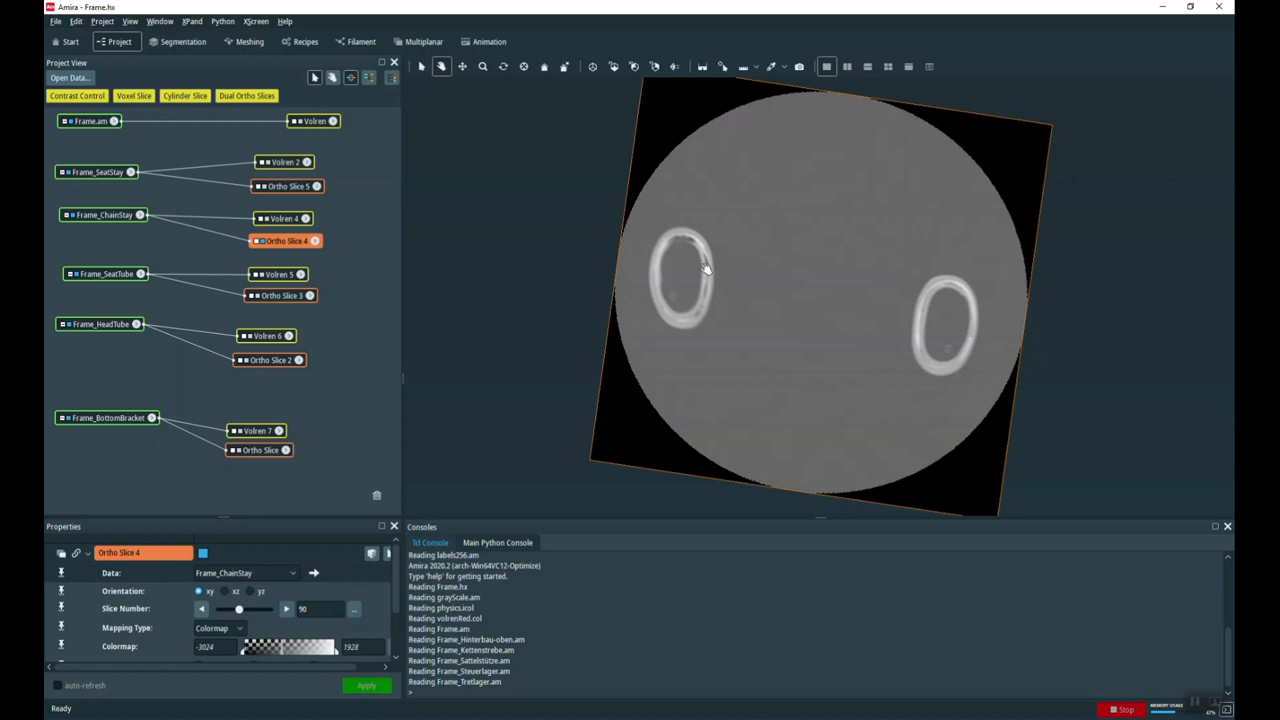 Amira - Frame.hx
File Edit Project View Window XPand Python XScreen Help
Start Project Segmentation Meshing Recipes Filament Multiplanar Animation
Project View
Open Data...
Contrast Control Voxel Slice Cylinder Slice Dual Ortho Slices
Frame.am Volren
Volren 2
Frame_SeatStay
Ortho Slice 5
Frame_ChainStay Volren 4
Ortho Slice 4
Frame_SeatTube Volren 5
Ortho Slice 3
Frame_HeadTube
Volren 6
Ortho Slice 2
Frame_BottomBracket
Volren 7
Ortho Slice
Properties
Ortho Slice 4
Data: Frame_ChainStay
Orientation: xy xz yz
Slice Number: 90 ...
Mapping Type: Colormap
Colormap: -3024 1928
auto-refresh Apply
Consoles
Tcl Console Main Python Console
Reading labels256.am
Amira 2020.2 (arch-Win64VC12-Optimize)
Type 'help' for getting started.
Reading Frame.hx
Reading grayScale.am
Reading physics.icol
Reading volrenRed.col
Reading Frame.am
Reading Frame_Hinterbau-oben.am
Reading Frame_Kettenstrebe.am
Reading Frame_Sattelstütze.am
Reading Frame_Steuerlager.am
Reading Frame_Tretlager.am
>
Ready
Stop MEMORY USAGE 47%